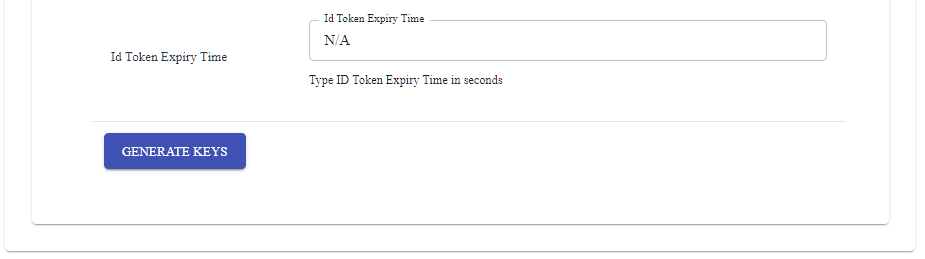 Id Token Expiry Time
Id Token Expiry Time
N/A
Type ID Token Expiry Time in seconds
GENERATE KEYS